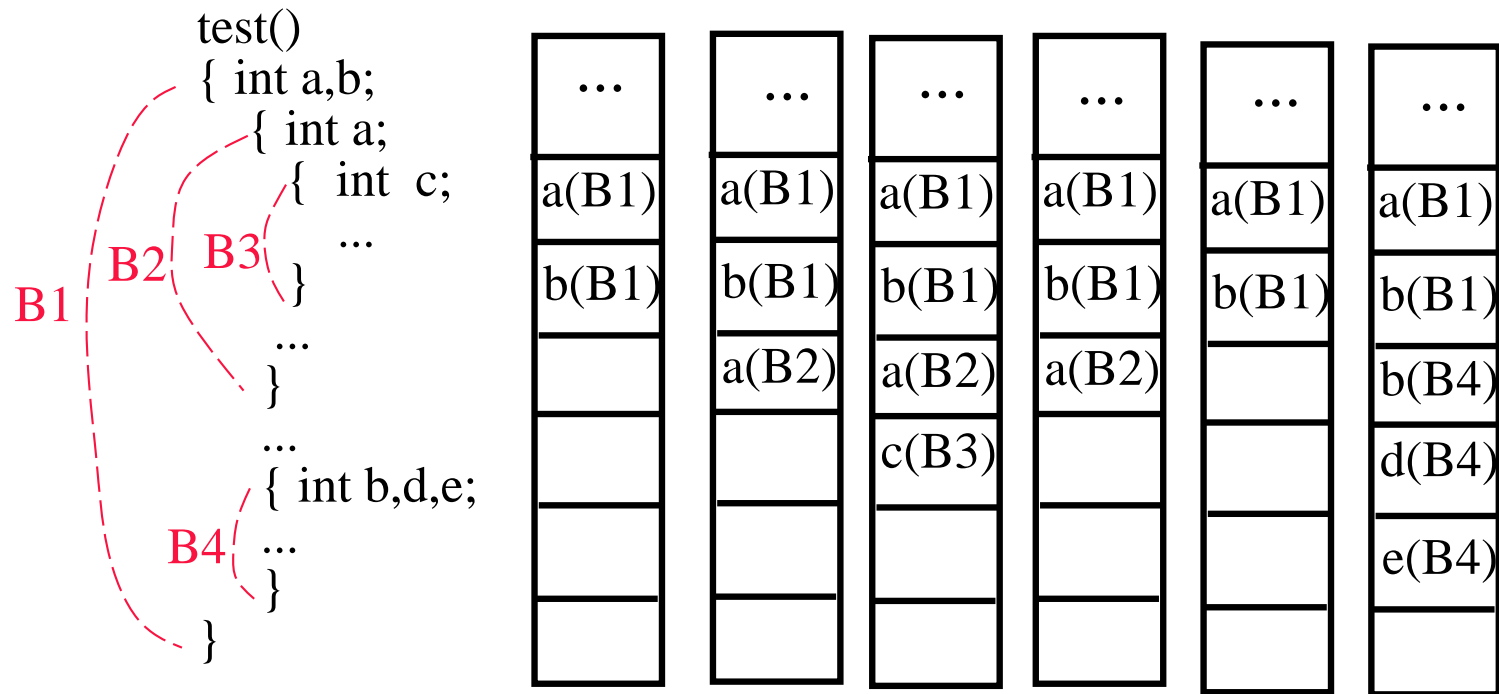 test()
{ int a,b;
{ int a;
{ int c;
...
}
...
}
...
{ int b,d,e;
...
}
}
B1
B2
B3
B4
...
a(B1)
b(B1)
...
a(B1)
b(B1)
a(B2)
...
a(B1)
b(B1)
a(B2)
c(B3)
...
a(B1)
b(B1)
a(B2)
...
a(B1)
b(B1)
...
a(B1)
b(B1)
b(B4)
d(B4)
e(B4)